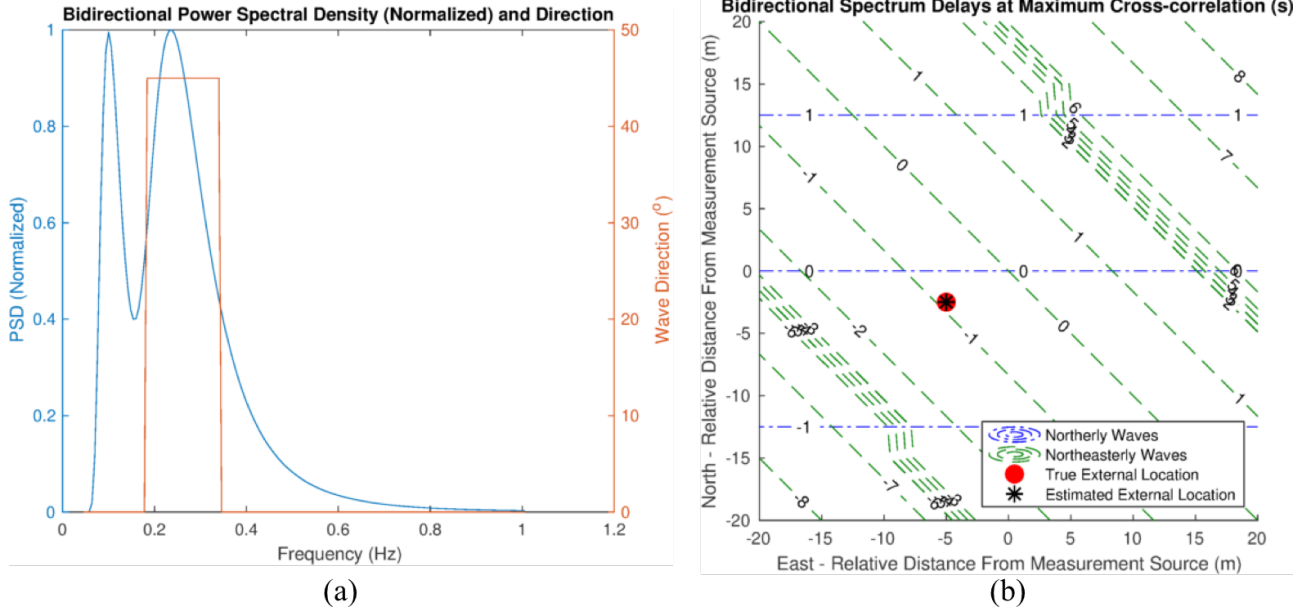 Bidirectional Power Spectral Density (Normalized) and Direction
PSD (Normalized)
1
0.8
0.6
0.4
0.2
0
0 0.2 0.4 0.6 0.8 1 1.2
Frequency (Hz)
50
40
30
20
10
0
Wave Direction (°)
(a)
Bidirectional Spectrum Delays at Maximum Cross-correlation (s)
North - Relative Distance From Measurement Source (m)
20
15
10
5
0
-5
-10
-15
-20
8
1
6
1 1 1
7
0
-1
1
0 0
-2
-1
0
-1
1
-8
-7
Northerly Waves
Northeasterly Waves
True External Location
Estimated External Location
-20 -15 -10 -5 0 5 10 15 20
East - Relative Distance From Measurement Source (m)
(b)